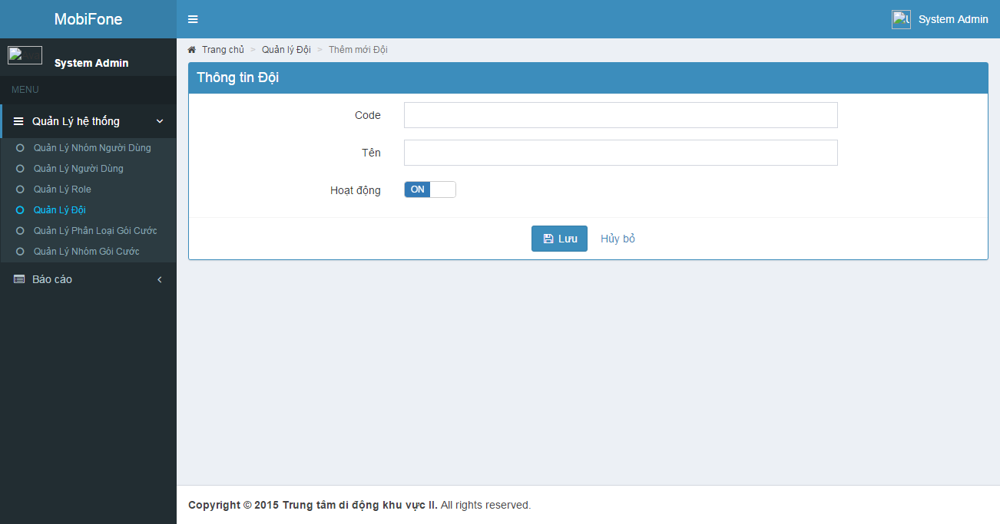 MobiFone
System Admin
System Admin
MENU
Quản Lý hệ thống
Quản Lý Nhóm Người Dùng
Quản Lý Người Dùng
Quản Lý Role
Quản Lý Đội
Quản Lý Phân Loại Gói Cước
Quản Lý Nhóm Gói Cước
Báo cáo
Trang chủ > Quản lý Đội > Thêm mới Đội
Thông tin Đội
Code
Tên
Hoạt động ON
Lưu Hủy bỏ
Copyright © 2015 Trung tâm di động khu vực II. All rights reserved.